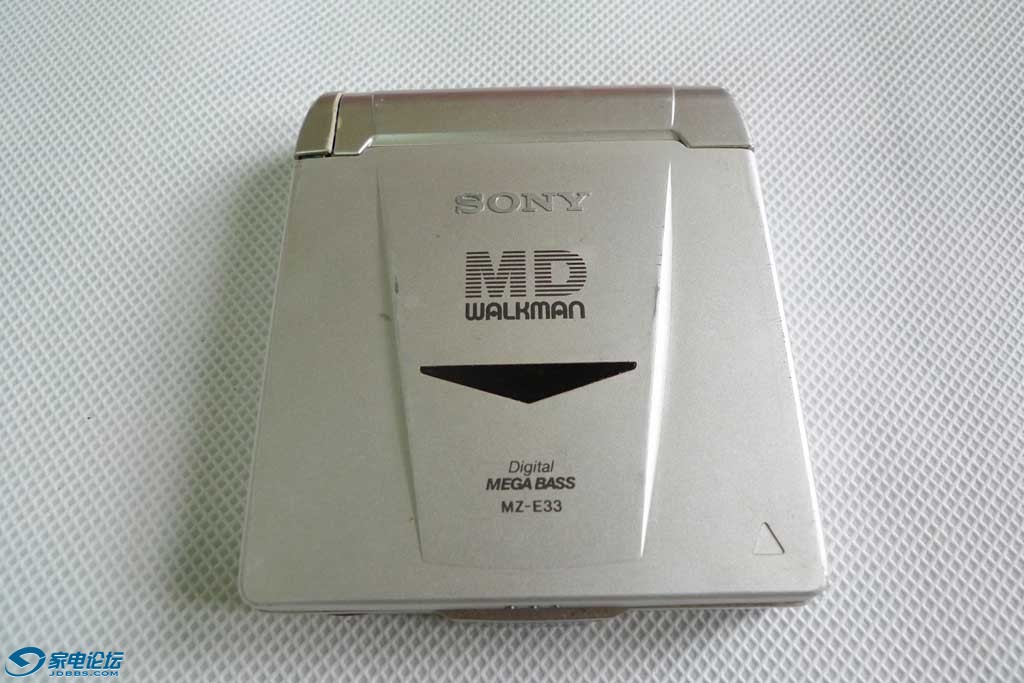 SONY
MD
WALKMAN
Digital
MEGA BASS
MZ-E33
家电论坛
JDBBS.COM